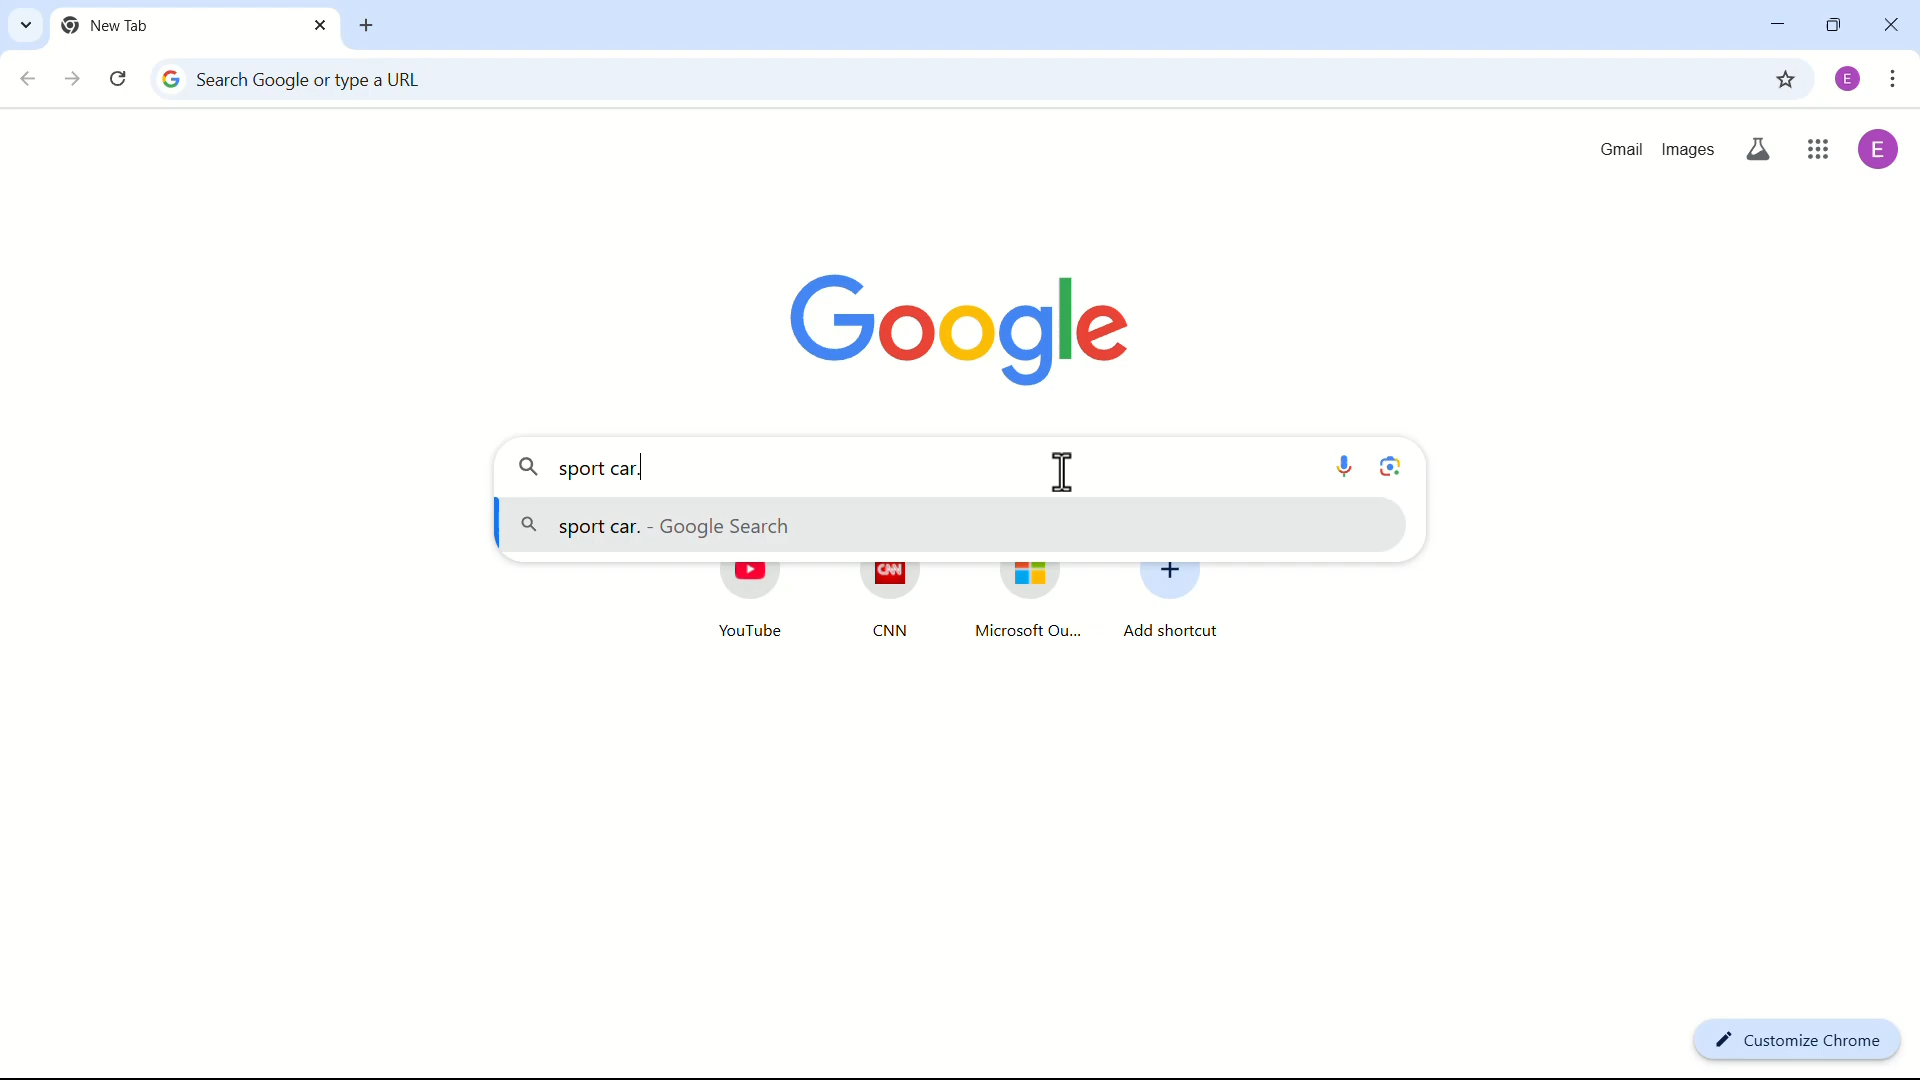 New Tab
Search Google or type a URL
E
Gmail Images E
Google
sport car.
sport car. - Google Search
CNN
YouTube CNN Microsoft Ou... Add shortcut
Customize Chrome